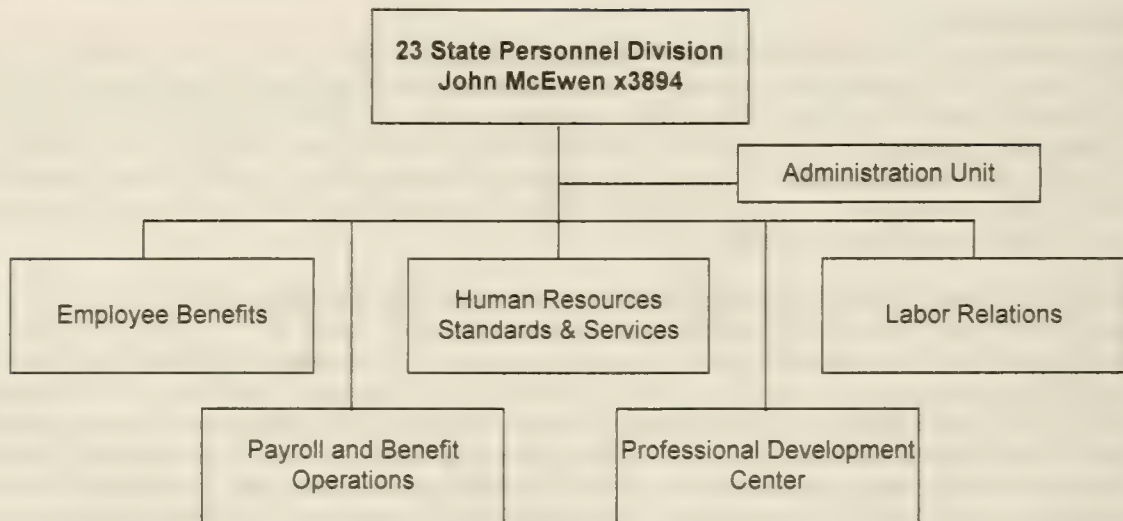 23 State Personnel Division
John McEwen x3894
Administration Unit
Employee Benefits
Human Resources
Standards & Services
Labor Relations
Payroll and Benefit
Operations
Professional Development
Center